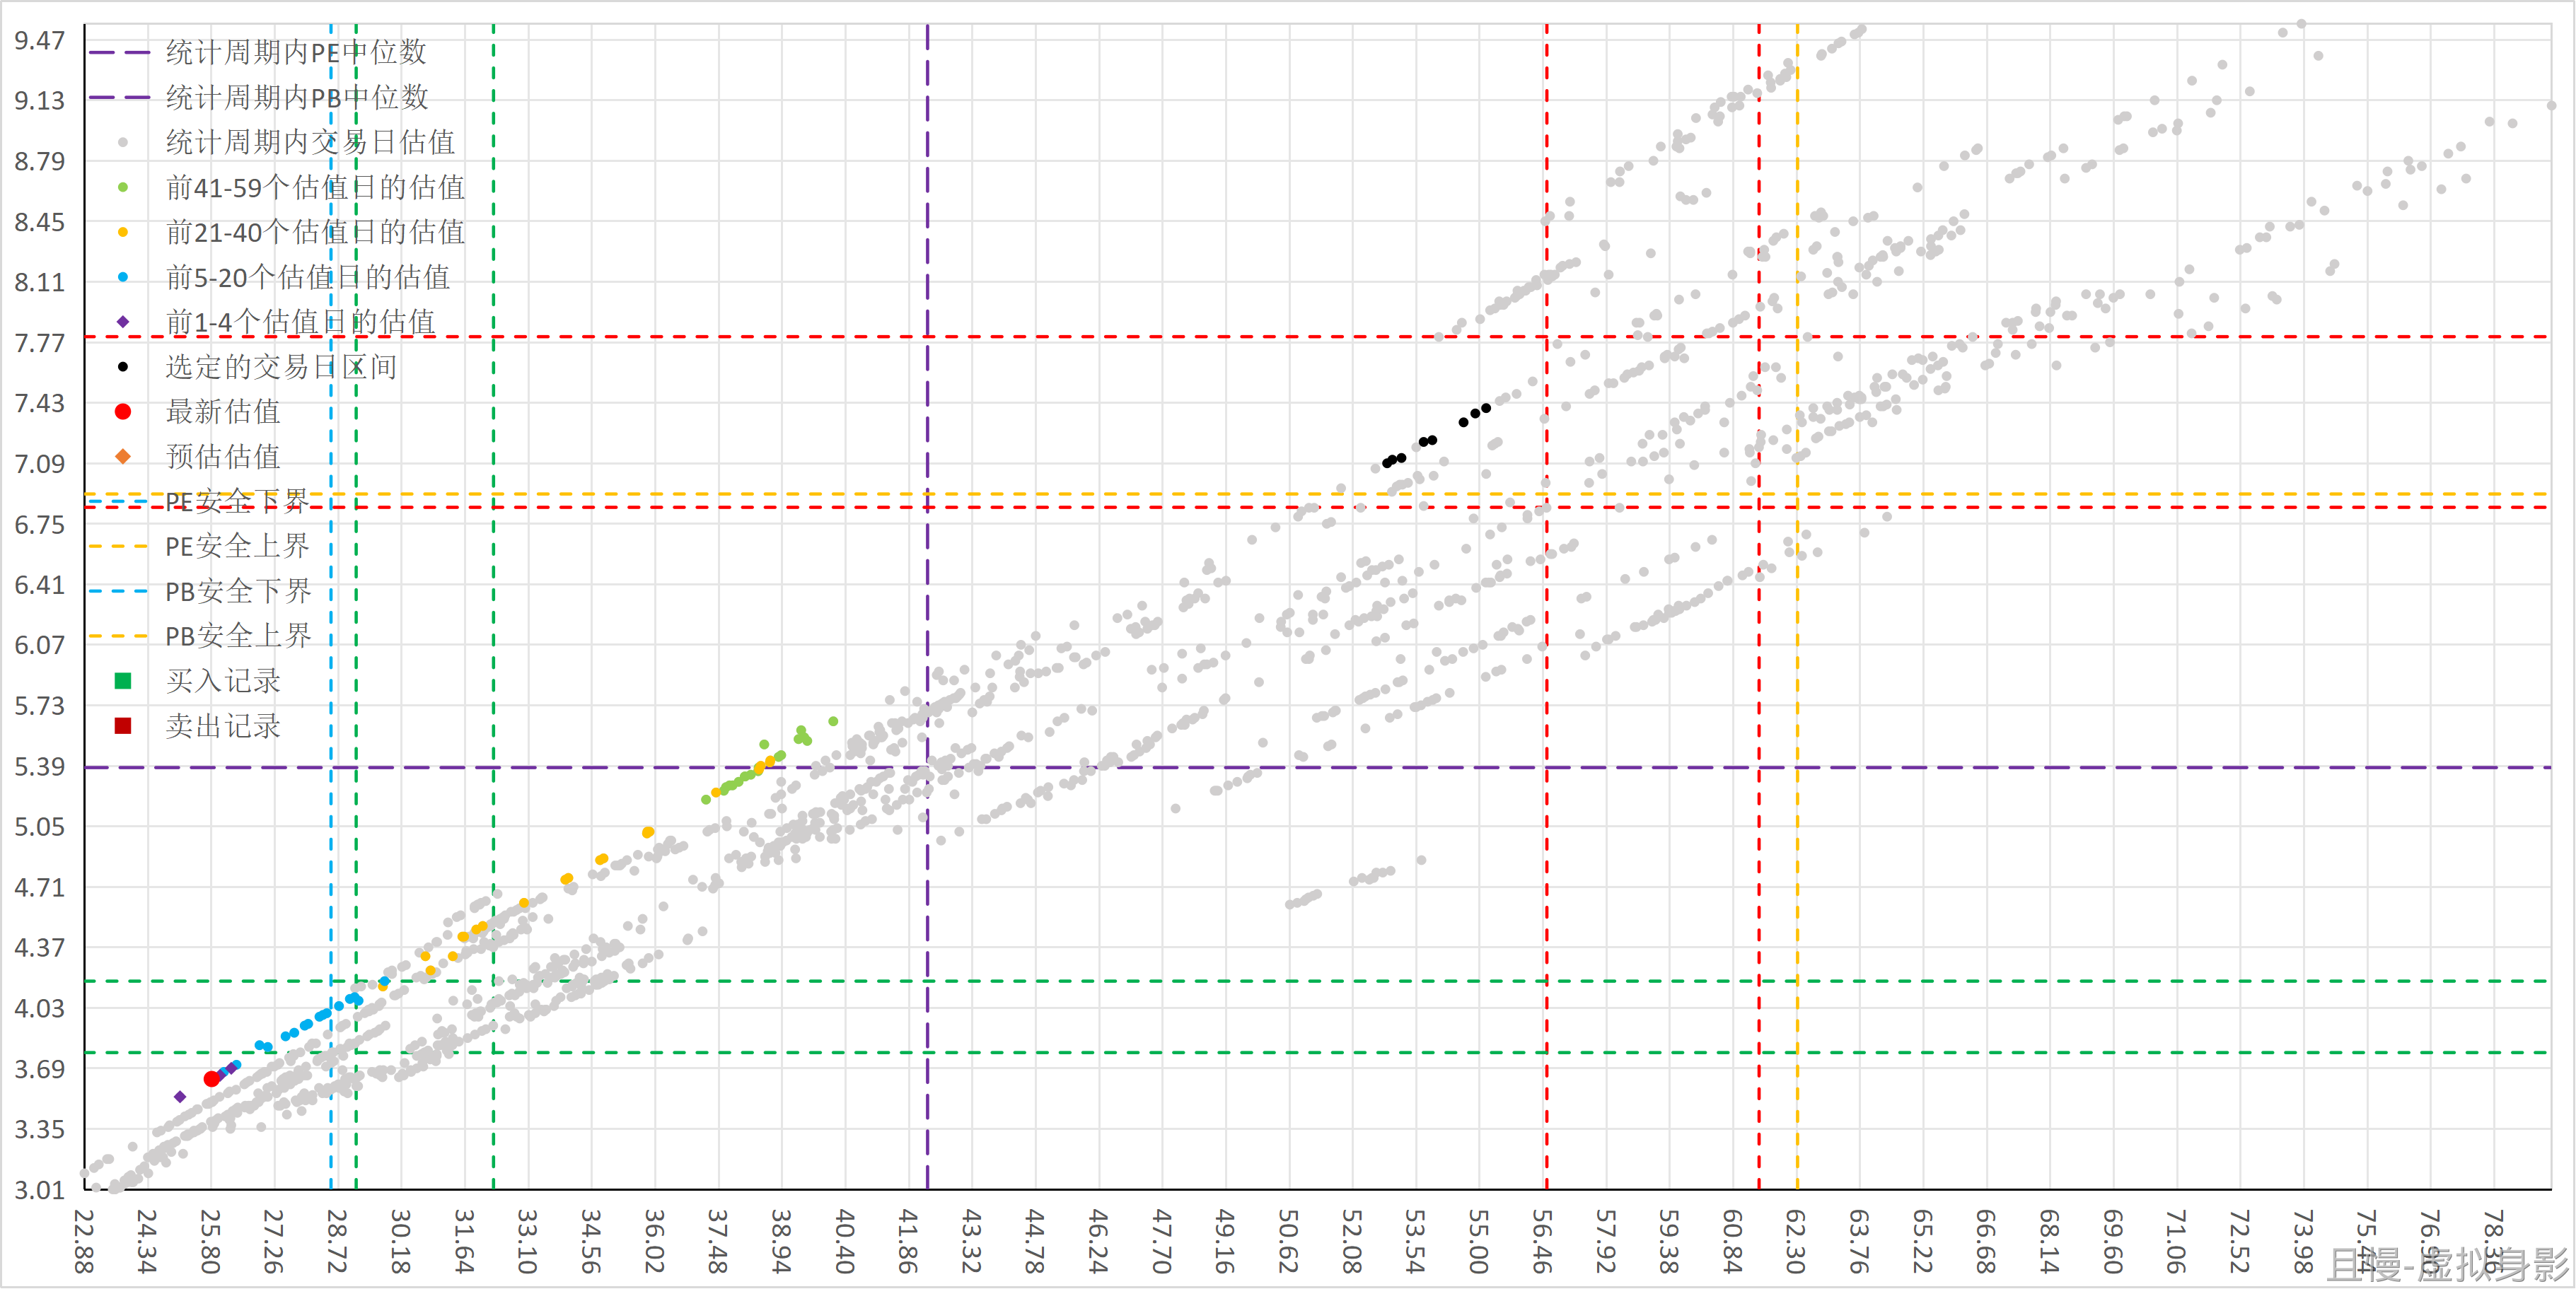 9.47
9.13
8.79
8.45
8.11
7.77
7.43
7.09
6.75
6.41
6.07
5.73
5.39
5.05
4.71
4.37
4.03
3.69
3.35
3.01
统计周期内PE中位数
统计周期内PB中位数
统计周期内交易日估值
前41-59个估值日的估值
前21-40个估值日的估值
前5-20个估值日的估值
前1-4个估值日的估值
选定的交易日区间
最新估值
预估估值
PE安全下界
PE安全上界
PB安全下界
PB安全上界
买入记录
卖出记录
22.88 24.34 25.80 27.26 28.72 30.18 31.64 33.10 34.56 36.02 37.48 38.94 40.40 41.86 43.32 44.78 46.24 47.70 49.16 50.62 52.08 53.54 55.00 56.46 57.92 59.38 60.84 62.30 63.76 65.22 66.68 68.14 69.60 71.06 72.52 73.98 75.44 76.90 78.36
且慢-虚拟身影